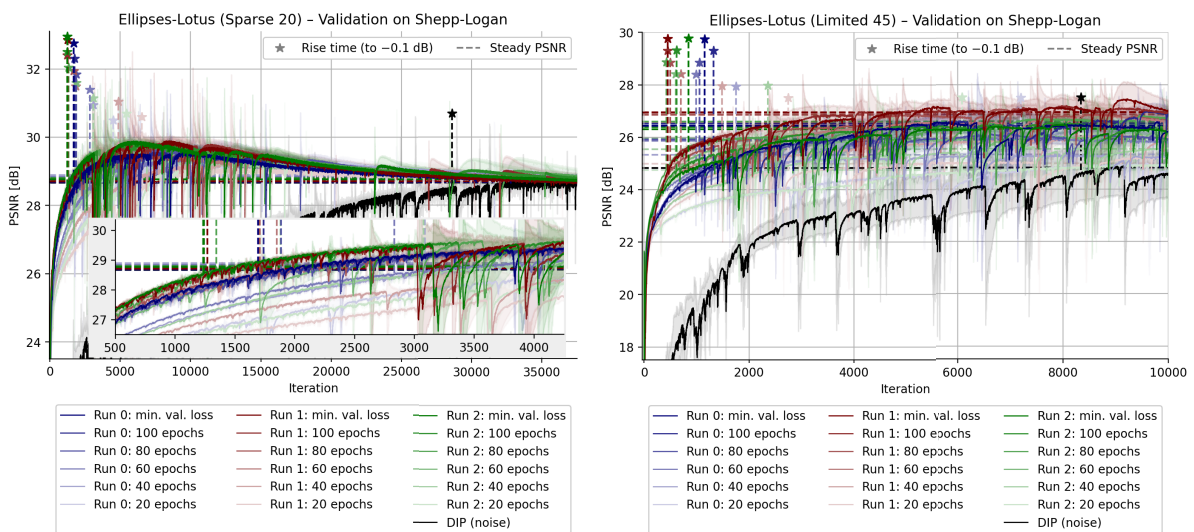 Ellipses-Lotus (Sparse 20) – Validation on Shepp-Logan
Rise time (to −0.1 dB)
Steady PSNR
PSNR [dB]
32
30
28
26
24
30
29
28
27
500
1000
1500
2000
2500
3000
3500
4000
0
5000
10000
15000
20000
25000
30000
35000
Iteration
Run 0: min. val. loss
Run 0: 100 epochs
Run 0: 80 epochs
Run 0: 60 epochs
Run 0: 40 epochs
Run 0: 20 epochs
Run 1: min. val. loss
Run 1: 100 epochs
Run 1: 80 epochs
Run 1: 60 epochs
Run 1: 40 epochs
Run 1: 20 epochs
Run 2: min. val. loss
Run 2: 100 epochs
Run 2: 80 epochs
Run 2: 60 epochs
Run 2: 40 epochs
Run 2: 20 epochs
DIP (noise)
Ellipses-Lotus (Limited 45) – Validation on Shepp-Logan
Rise time (to −0.1 dB)
Steady PSNR
PSNR [dB]
30
28
26
24
22
20
18
0
2000
4000
6000
8000
10000
Iteration
Run 0: min. val. loss
Run 0: 100 epochs
Run 0: 80 epochs
Run 0: 60 epochs
Run 0: 40 epochs
Run 0: 20 epochs
Run 1: min. val. loss
Run 1: 100 epochs
Run 1: 80 epochs
Run 1: 60 epochs
Run 1: 40 epochs
Run 1: 20 epochs
Run 2: min. val. loss
Run 2: 100 epochs
Run 2: 80 epochs
Run 2: 60 epochs
Run 2: 40 epochs
Run 2: 20 epochs
DIP (noise)